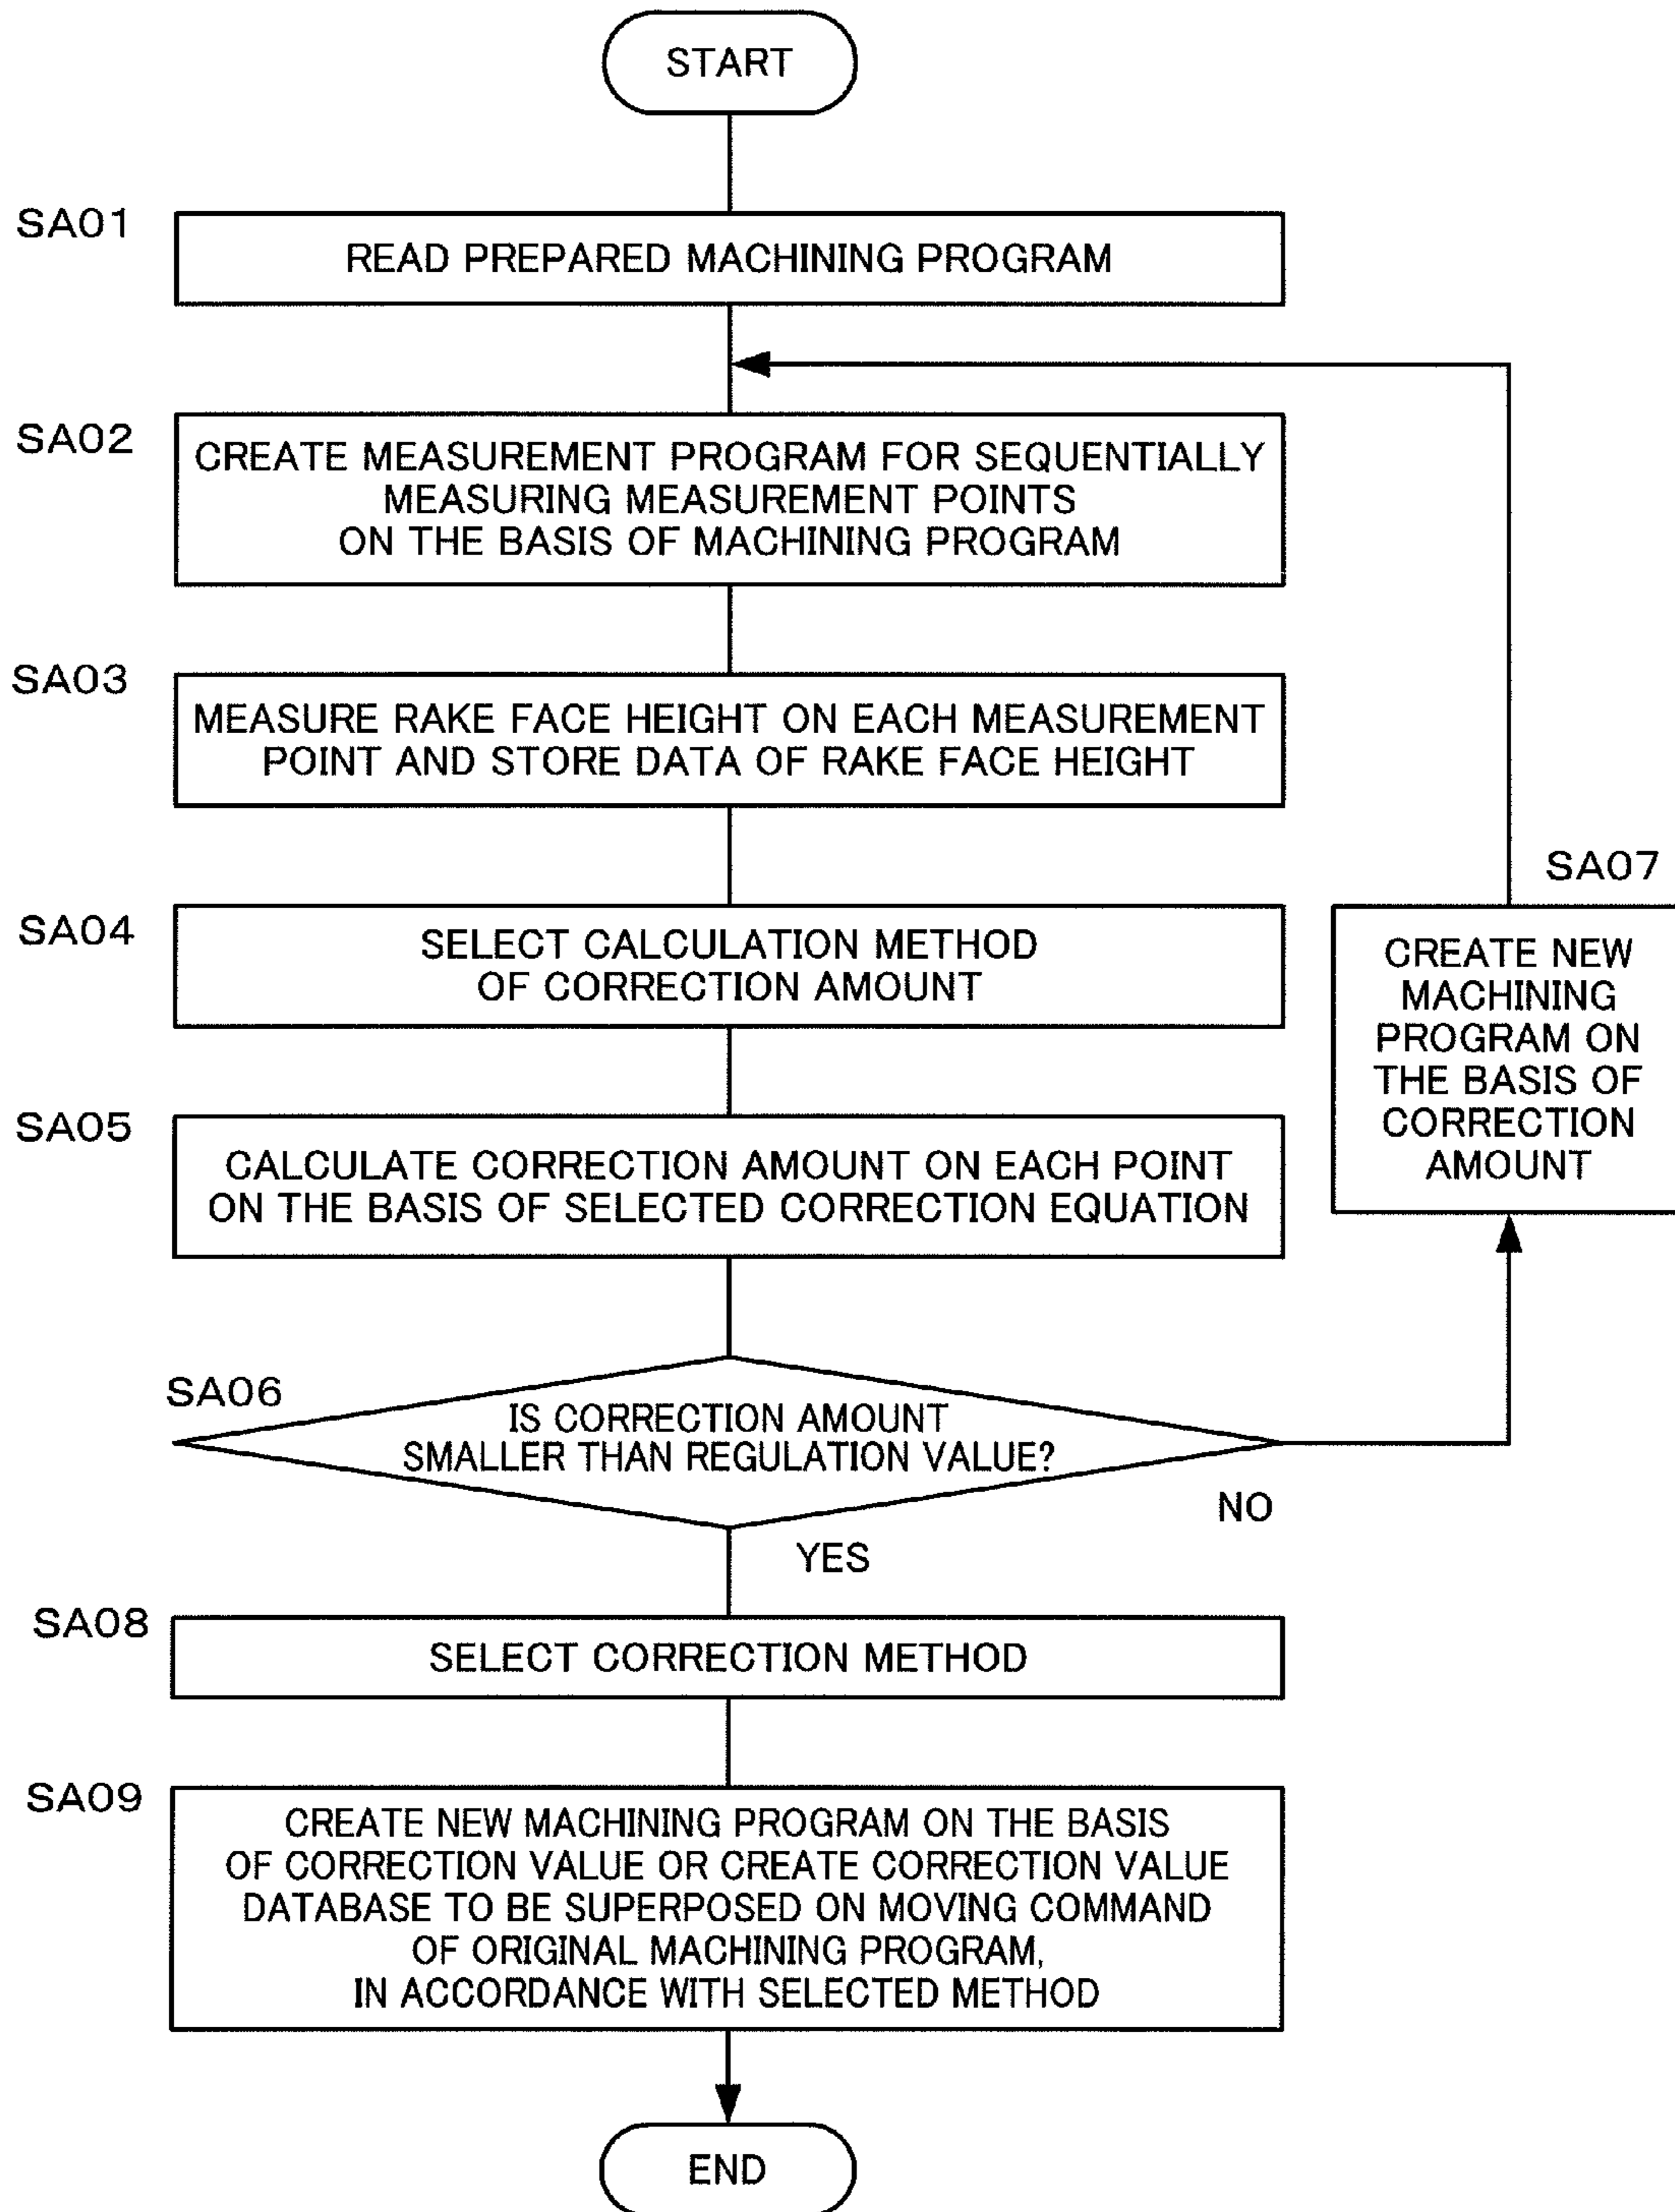 START
SA01
READ PREPARED MACHINING PROGRAM
SA02
CREATE MEASUREMENT PROGRAM FOR SEQUENTIALLY
MEASURING MEASUREMENT POINTS
ON THE BASIS OF MACHINING PROGRAM
SA03
MEASURE RAKE FACE HEIGHT ON EACH MEASUREMENT
POINT AND STORE DATA OF RAKE FACE HEIGHT
SA04
SELECT CALCULATION METHOD
OF CORRECTION AMOUNT
SA05
CALCULATE CORRECTION AMOUNT ON EACH POINT
ON THE BASIS OF SELECTED CORRECTION EQUATION
SA06
IS CORRECTION AMOUNT
SMALLER THAN REGULATION VALUE?
NO
YES
SA07
CREATE NEW
MACHINING
PROGRAM ON
THE BASIS OF
CORRECTION
AMOUNT
SA08
SELECT CORRECTION METHOD
SA09
CREATE NEW MACHINING PROGRAM ON THE BASIS
OF CORRECTION VALUE OR CREATE CORRECTION VALUE
DATABASE TO BE SUPERPOSED ON MOVING COMMAND
OF ORIGINAL MACHINING PROGRAM,
IN ACCORDANCE WITH SELECTED METHOD
END